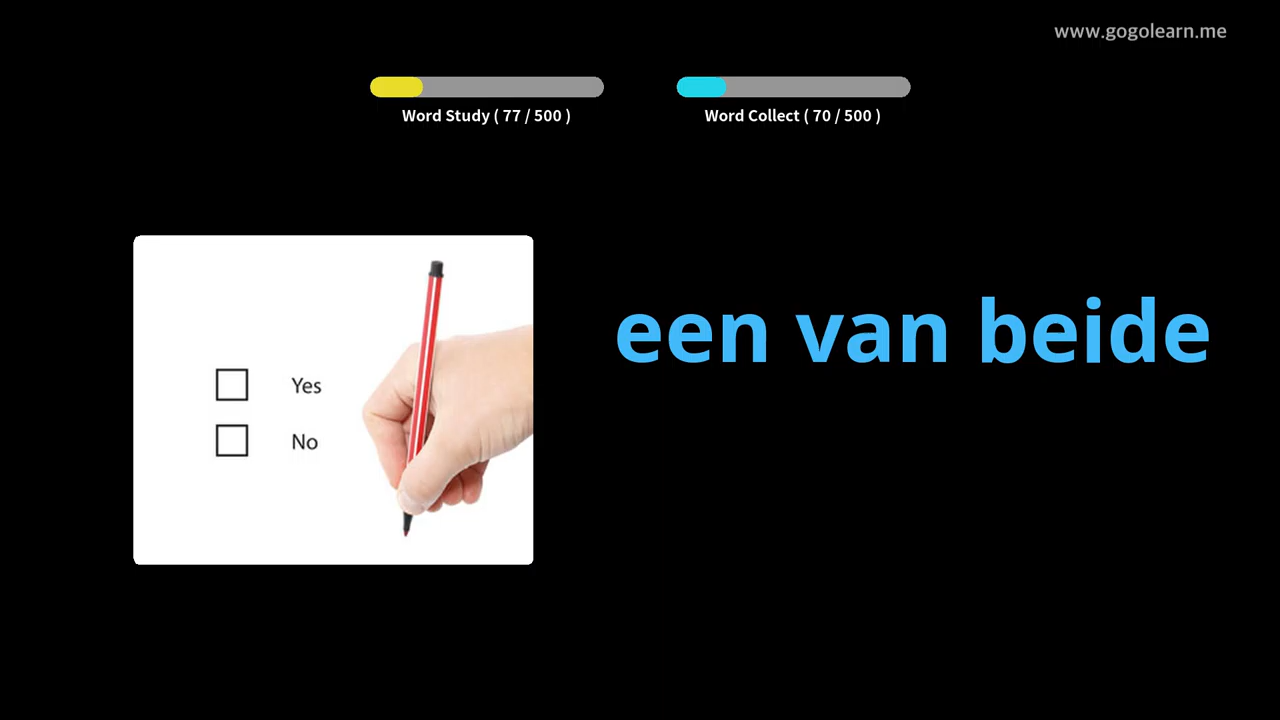 www.gogolearn.me
Word Study ( 77 / 500 )
Word Collect ( 70 / 500 )
een van beide
Yes
No